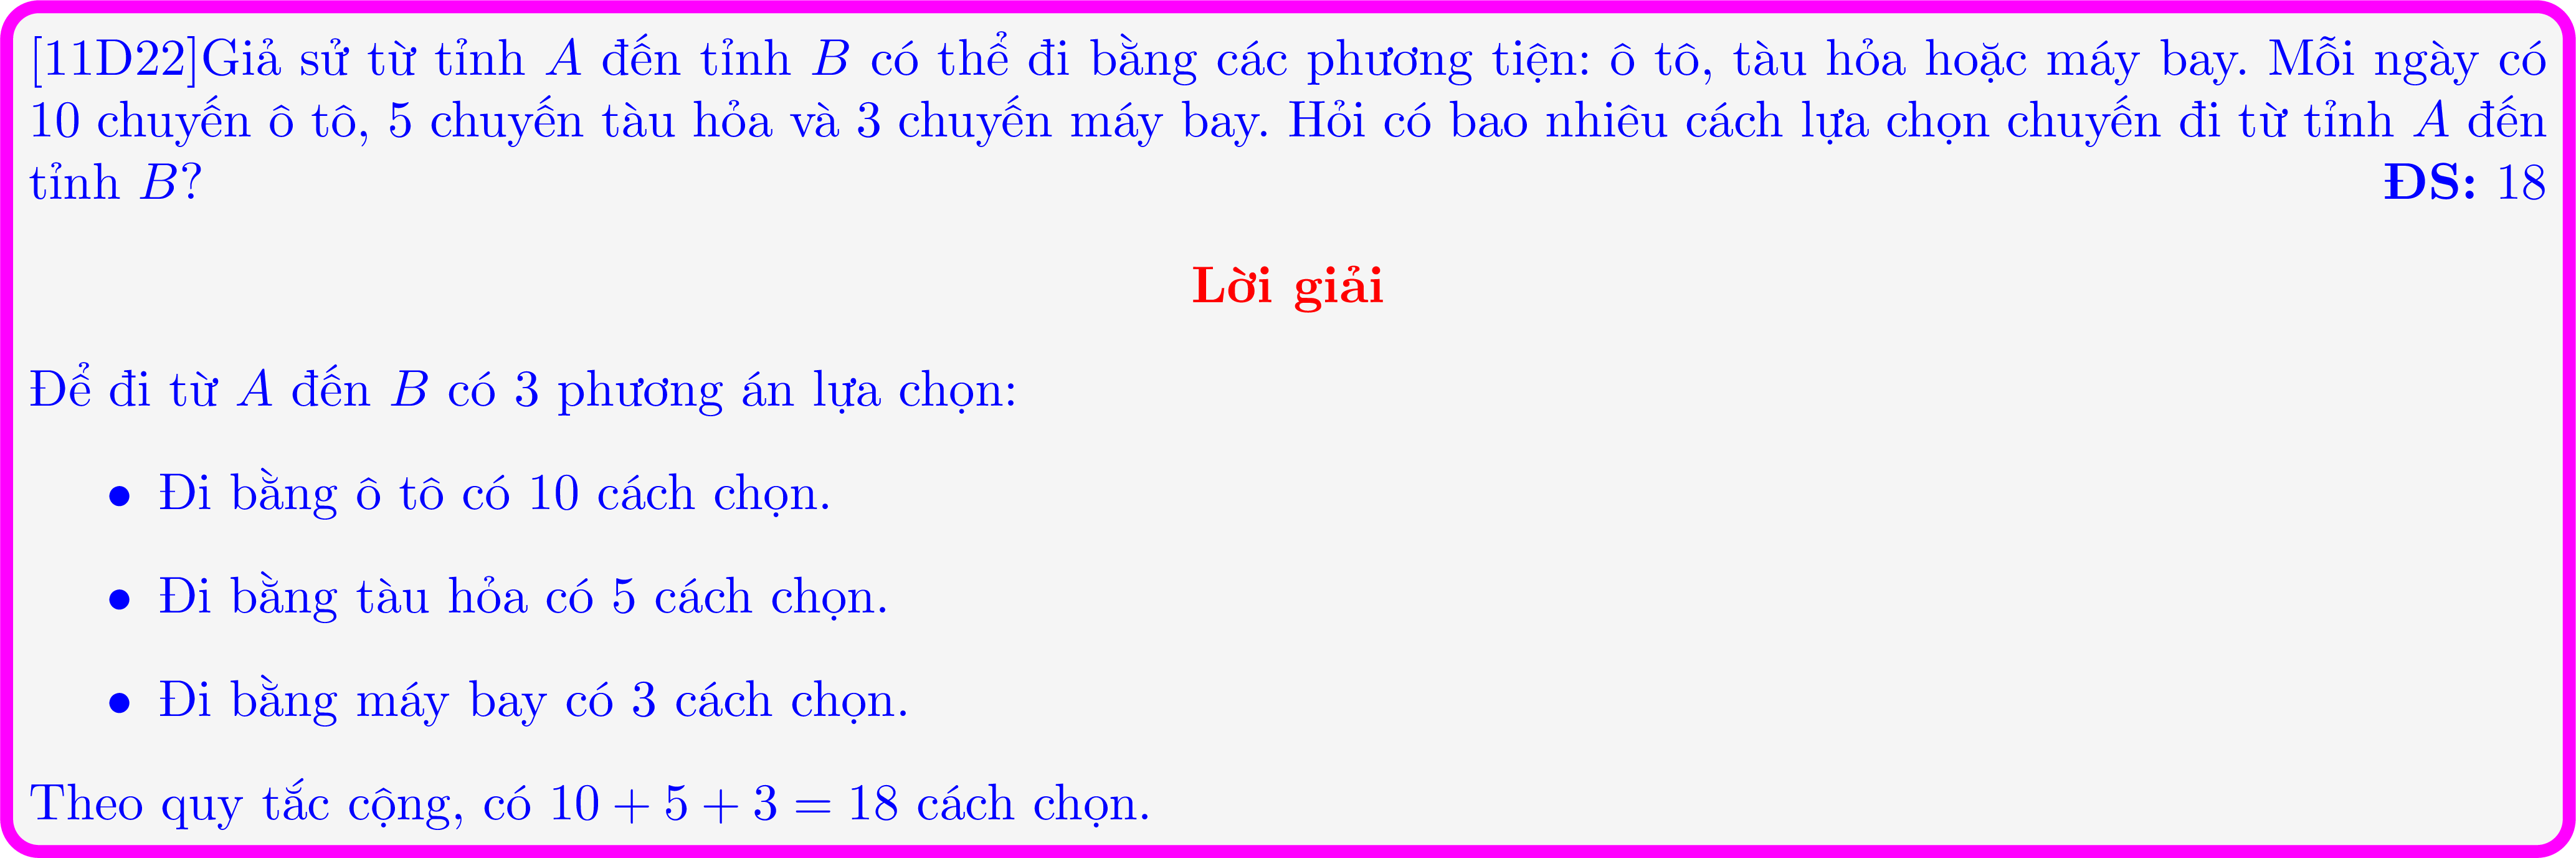 [11D22]Giả sử từ tỉnh A đến tỉnh B có thể đi bằng các phương tiện: ô tô, tàu hỏa hoặc máy bay. Mỗi ngày có
10 chuyến ô tô, 5 chuyến tàu hỏa và 3 chuyến máy bay. Hỏi có bao nhiêu cách lựa chọn chuyến đi từ tỉnh A đến
tỉnh B? ĐS: 18
Lời giải
Để đi từ A đến B có 3 phương án lựa chọn:
• Đi bằng ô tô có 10 cách chọn.
• Đi bằng tàu hỏa có 5 cách chọn.
• Đi bằng máy bay có 3 cách chọn.
Theo quy tắc cộng, có 10 + 5 + 3 = 18 cách chọn.